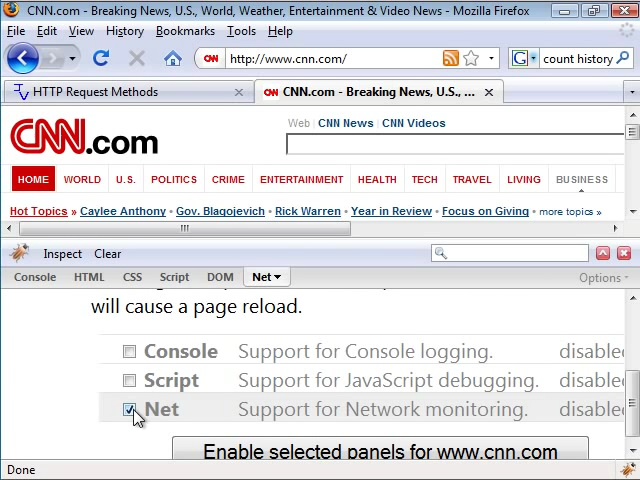 CNN.com - Breaking News, U.S., World, Weather, Entertainment & Video News - Mozilla Firefox
File Edit View History Bookmarks Tools Help
CNN http://www.cnn.com/ G count history
HTTP Request Methods CNN CNN.com - Breaking News, U.S., ...
CNN.com Web CNN News CNN Videos
HOME WORLD U.S. POLITICS CRIME ENTERTAINMENT HEALTH TECH TRAVEL LIVING BUSINESS
Hot Topics » Caylee Anthony • Gov. Blagojevich • Rick Warren • Year in Review • Focus on Giving • more topics »
Inspect Clear
Console HTML CSS Script DOM Net Options
will cause a page reload.
Console Support for Console logging. disable
Script Support for JavaScript debugging. disable
Net Support for Network monitoring. disable
Enable selected panels for www.cnn.com
Done